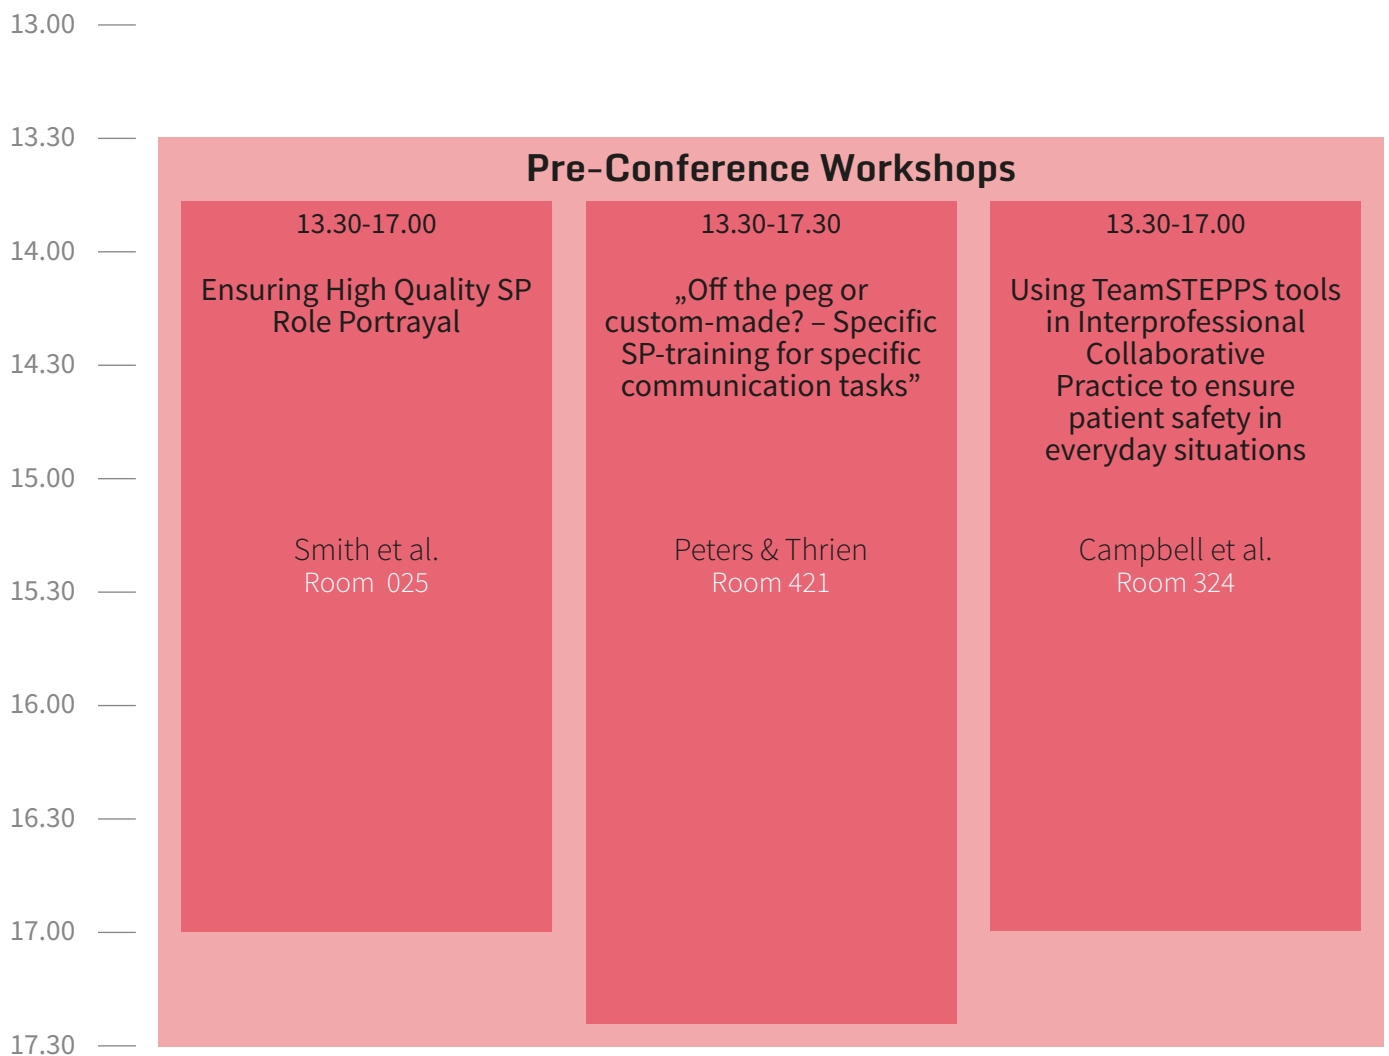 13.00
13.30
14.00
14.30
15.00
15.30
16.00
16.30
17.00
17.30
Pre-Conference Workshops
13.30-17.00
Ensuring High Quality SP
Role Portrayal
Smith et al.
Room 025
13.30-17.30
„Off the peg or
custom-made? – Specific
SP-training for specific
communication tasks”
Peters & Thrien
Room 421
13.30-17.00
Using TeamSTEPPS tools
in Interprofessional
Collaborative
Practice to ensure
patient safety in
everyday situations
Campbell et al.
Room 324